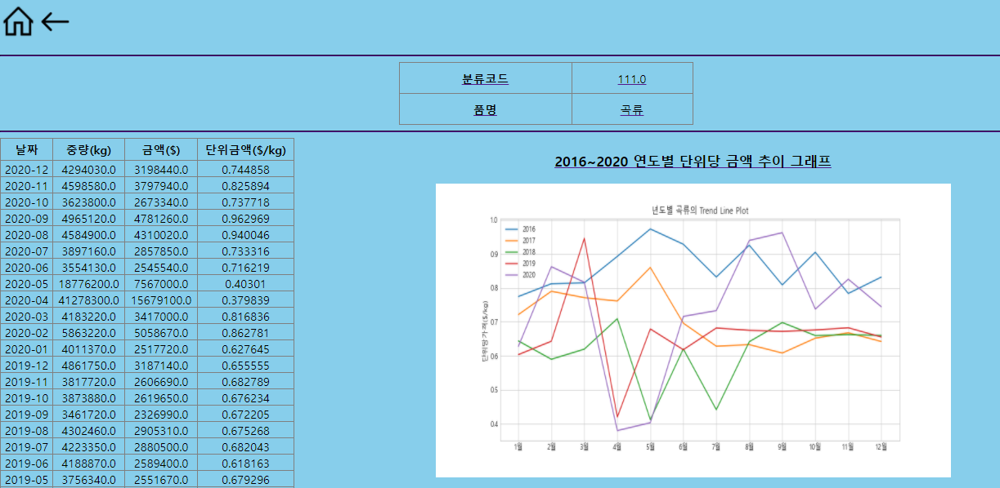 분류코드 111.0
품명 곡류
날짜 중량(kg) 금액($) 단위금액($/kg)
2020-12 4294030.0 3198440.0 0.744858
2020-11 4598580.0 3797940.0 0.825894
2020-10 3623800.0 2673340.0 0.737718
2020-09 4965120.0 4781260.0 0.962969
2020-08 4584900.0 4310020.0 0.940046
2020-07 3897160.0 2857850.0 0.733316
2020-06 3554130.0 2545540.0 0.716219
2020-05 18776200.0 7567000.0 0.40301
2020-04 41278300.0 15679100.0 0.379839
2020-03 4183220.0 3417000.0 0.816836
2020-02 5863220.0 5058670.0 0.862781
2020-01 4011370.0 2517720.0 0.627645
2019-12 4861750.0 3187140.0 0.655555
2019-11 3817720.0 2606690.0 0.682789
2019-10 3873880.0 2619650.0 0.676234
2019-09 3461720.0 2326990.0 0.672205
2019-08 4302460.0 2905310.0 0.675268
2019-07 4223350.0 2880500.0 0.682043
2019-06 4188870.0 2589400.0 0.618163
2019-05 3756340.0 2551670.0 0.679296
2016~2020 연도별 단위당 금액 추이 그래프
년도별 곡류의 Trend Line Plot
2016
2017
2018
2019
2020
단위당가격($/kg)
1.0
0.9
0.8
0.7
0.6
0.5
0.4
1월 2월 3월 4월 5월 6월 7월 8월 9월 10월 11월 12월